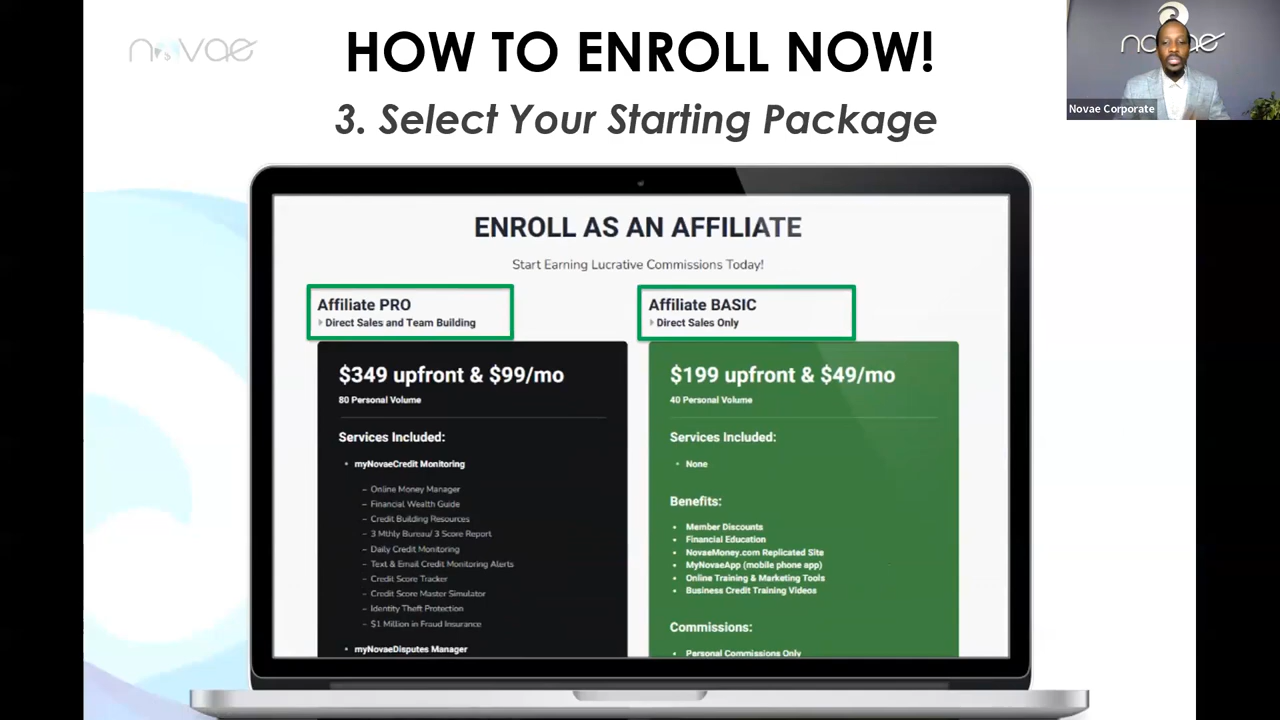 novae
HOW TO ENROLL NOW!
3. Select Your Starting Package
novae
Novae Corporate
ENROLL AS AN AFFILIATE
Start Earning Lucrative Commissions Today!
Affiliate PRO
Direct Sales and Team Building
$349 upfront & $99/mo
80 Personal Volume
Services Included:
• myNovaeCredit Monitoring
– Online Money Manager
– Financial Wealth Guide
– Credit Building Resources
– 3 Mthly Bureau/ 3 Score Report
– Daily Credit Monitoring
– Text & Email Credit Monitoring Alerts
– Credit Score Tracker
– Credit Score Master Simulator
– Identity Theft Protection
– $1 Million in Fraud Insurance
• myNovaeDisputes Manager
Affiliate BASIC
Direct Sales Only
$199 upfront & $49/mo
40 Personal Volume
Services Included:
• None
Benefits:
• Member Discounts
• Financial Education
• NovaeMoney.com Replicated Site
• MyNovaeApp (mobile phone app)
• Online Training & Marketing Tools
• Business Credit Training Videos
Commissions:
• Personal Commissions Only